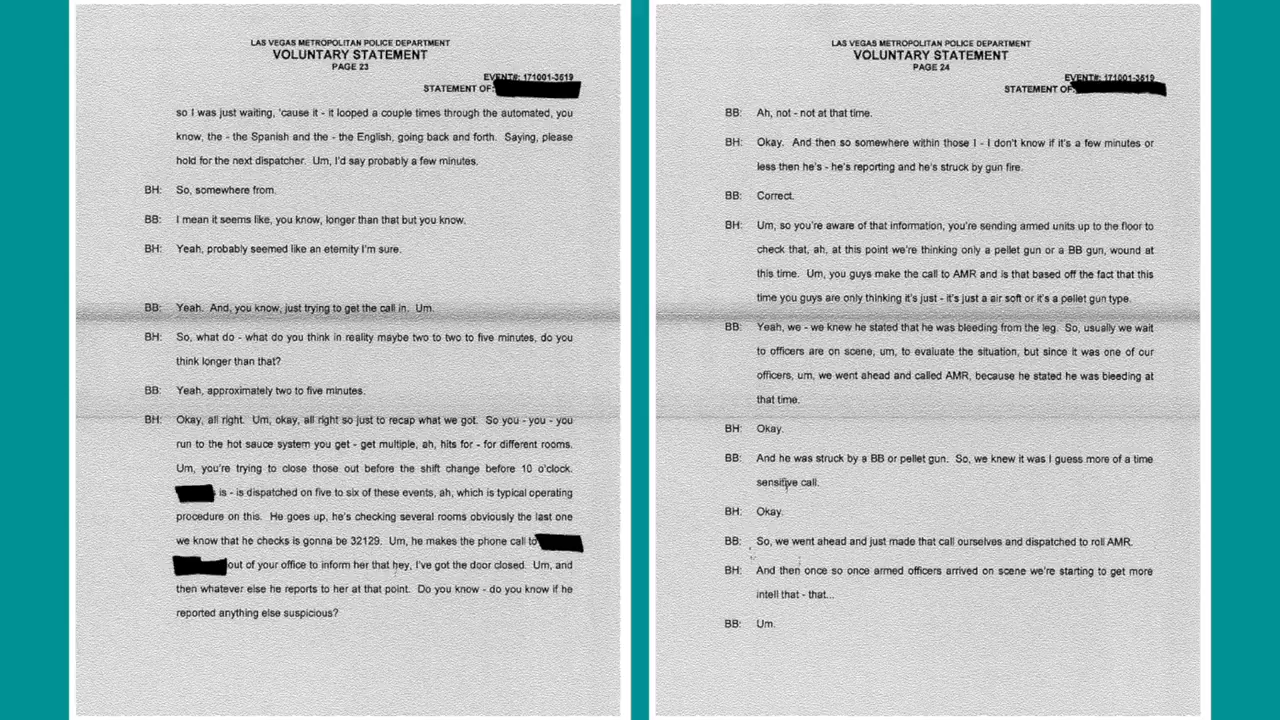 LAS VEGAS METROPOLITAN POLICE DEPARTMENT
VOLUNTARY STATEMENT
PAGE 23
EVENT#: 171001-3519
STATEMENT OF:
so I was just waiting, 'cause it - it looped a couple times through the automated, you
know, the - the Spanish and the - the English, going back and forth. Saying, please
hold for the next dispatcher. Um, I'd say probably a few minutes.
BH: So, somewhere from.
BB: I mean it seems like, you know, longer than that but you know.
BH: Yeah, probably seemed like an eternity I'm sure.
BB: Yeah. And, you know, just trying to get the call in. Um.
BH: So, what do - what do you think in reality maybe two to two to five minutes, do you
think longer than that?
BB: Yeah, approximately two to five minutes.
BH: Okay, all right. Um, okay, all right so just to recap what we got. So you - you - you
run to the hot sauce system you get - get multiple, ah, hits for - for different rooms.
Um, you're trying to close those out before the shift change before 10 o'clock.
is - is dispatched on five to six of these events, ah, which is typical operating
procedure on this. He goes up, he's checking several rooms obviously the last one
we know that he checks is gonna be 32129. Um, he makes the phone call to
out of your office to inform her that hey, I've got the door closed. Um, and
then whatever else he reports to her at that point. Do you know - do you know if he
reported anything else suspicious?
LAS VEGAS METROPOLITAN POLICE DEPARTMENT
VOLUNTARY STATEMENT
PAGE 24
EVENT#: 171001-3519
STATEMENT OF:
BB: Ah, not - not at that time.
BH: Okay. And then so somewhere within those I - I don't know if it's a few minutes or
less then he's - he's reporting and he's struck by gun fire.
BB: Correct.
BH: Um, so you're aware of that information, you're sending armed units up to the floor to
check that, ah, at this point we're thinking only a pellet gun or a BB gun, wound at
this time. Um, you guys make the call to AMR and is that based off the fact that this
time you guys are only thinking it's just - it's just a air soft or it's a pellet gun type.
BB: Yeah, we - we knew he stated that he was bleeding from the leg. So, usually we wait
to officers are on scene, um, to evaluate the situation, but since it was one of our
officers, um, we went ahead and called AMR, because he stated he was bleeding at
that time.
BH: Okay.
BB: And he was struck by a BB or pellet gun. So, we knew it was I guess more of a time
sensitive call.
BH: Okay.
BB: So, we went ahead and just made that call ourselves and dispatched to roll AMR.
BH: And then once so once armed officers arrived on scene we're starting to get more
intell that - that...
BB: Um.